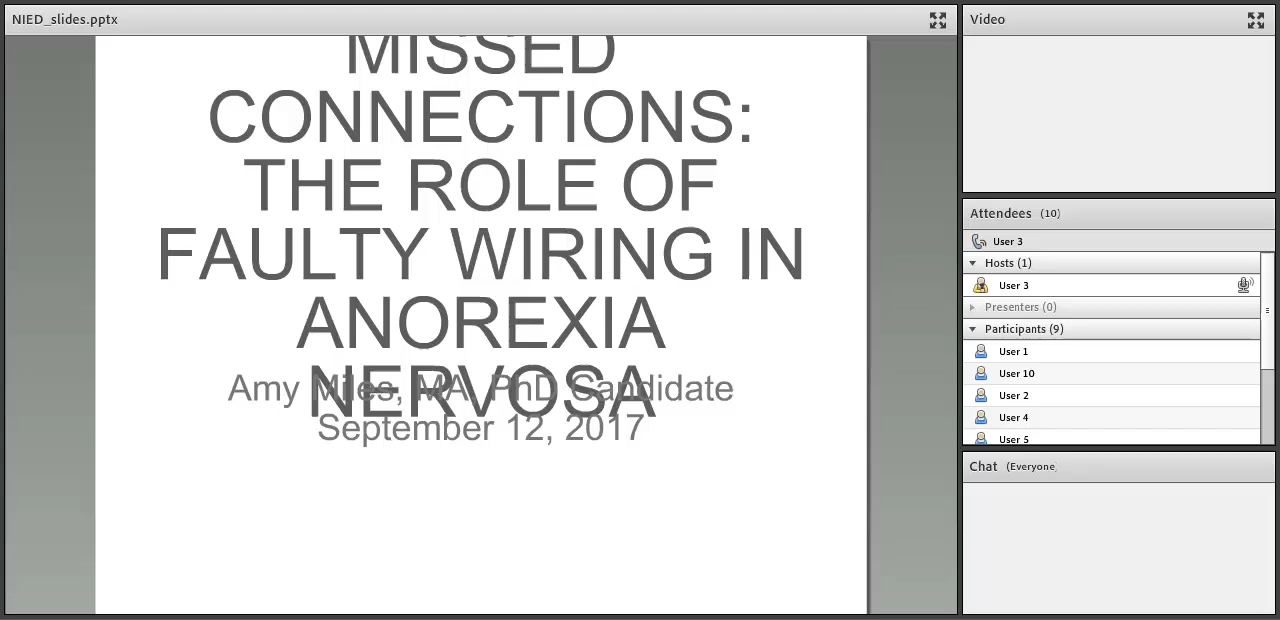 NIED_slides.pptx
MISSED
CONNECTIONS:
THE ROLE OF
FAULTY WIRING IN
ANOREXIA
NERVOSA
Amy Miles, MA, PhD Candidate
September 12, 2017
Video
Attendees (10)
User 3
Hosts (1)
User 3
Presenters (0)
Participants (9)
User 1
User 10
User 2
User 4
User 5
Chat (Everyone)